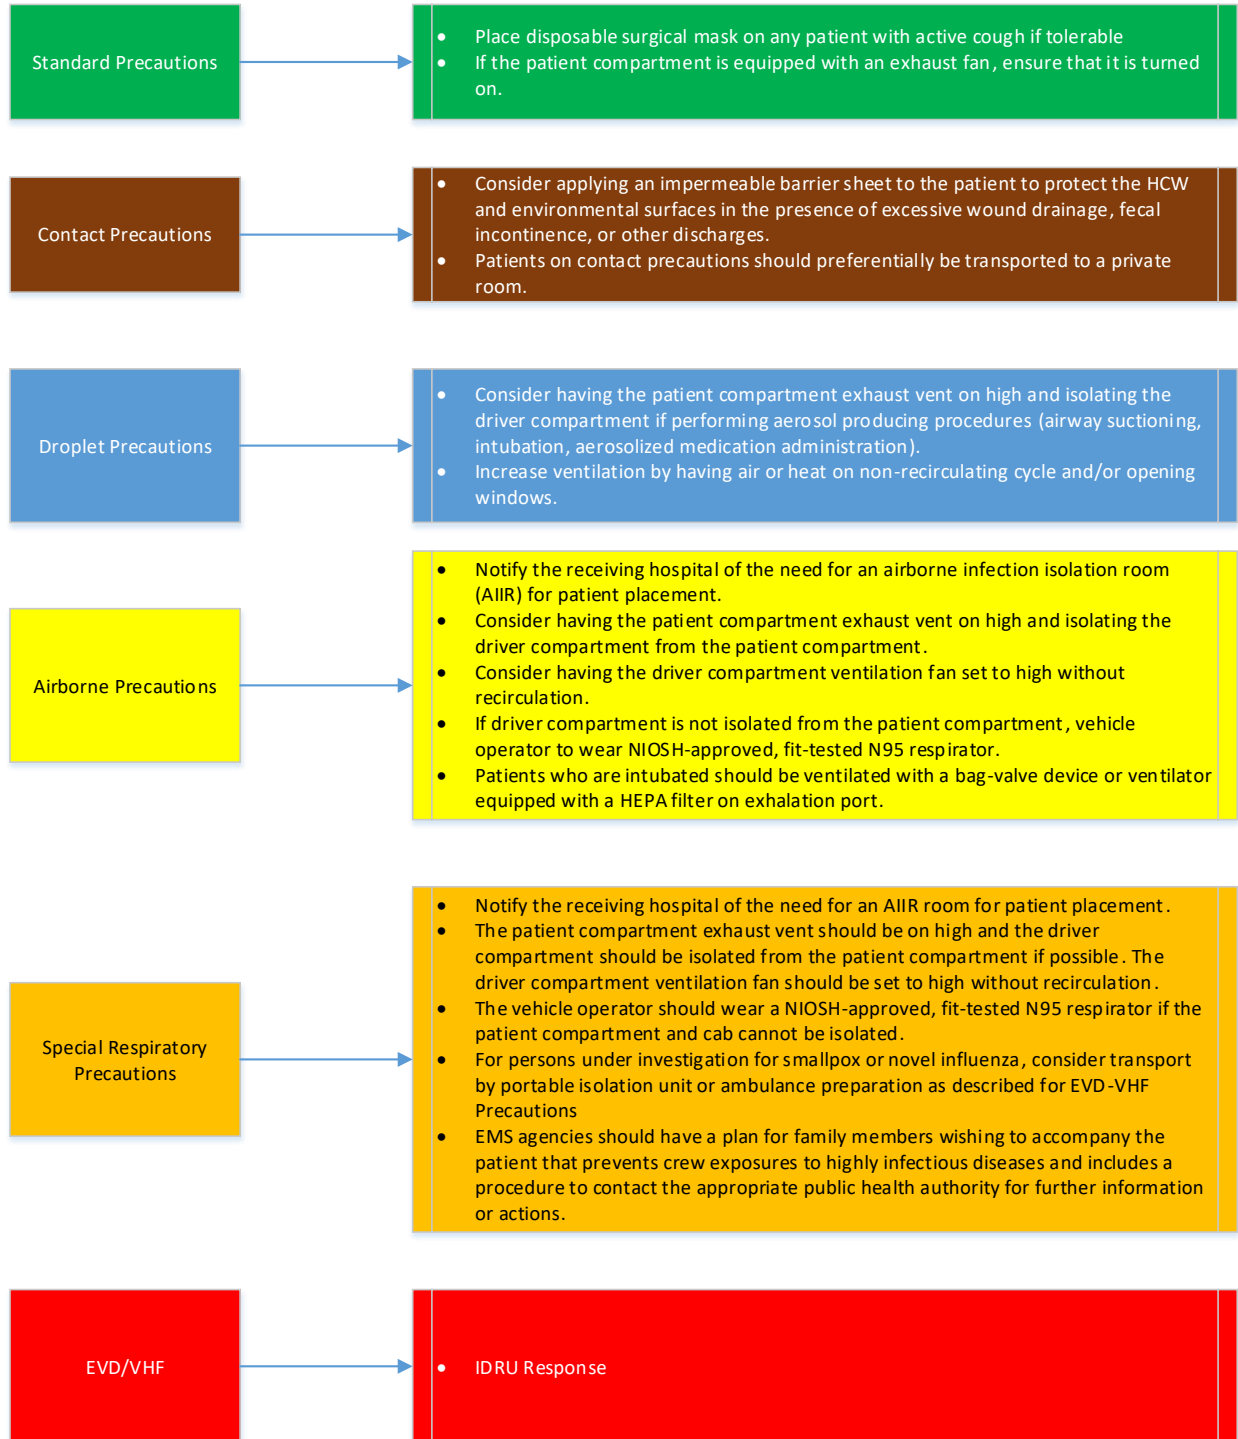 Standard Precautions
• Place disposable surgical mask on any patient with active cough if tolerable
• If the patient compartment is equipped with an exhaust fan, ensure that it is turned
on.
Contact Precautions
• Consider applying an impermeable barrier sheet to the patient to protect the HCW
and environmental surfaces in the presence of excessive wound drainage, fecal
incontinence, or other discharges.
• Patients on contact precautions should preferentially be transported to a private
room.
Droplet Precautions
• Consider having the patient compartment exhaust vent on high and isolating the
driver compartment if performing aerosol producing procedures (airway suctioning,
intubation, aerosolized medication administration).
• Increase ventilation by having air or heat on non-recirculating cycle and/or opening
windows.
Airborne Precautions
• Notify the receiving hospital of the need for an airborne infection isolation room
(AIIR) for patient placement.
• Consider having the patient compartment exhaust vent on high and isolating the
driver compartment from the patient compartment.
• Consider having the driver compartment ventilation fan set to high without
recirculation.
• If driver compartment is not isolated from the patient compartment, vehicle
operator to wear NIOSH-approved, fit-tested N95 respirator.
• Patients who are intubated should be ventilated with a bag-valve device or ventilator
equipped with a HEPA filter on exhalation port.
Special Respiratory
Precautions
• Notify the receiving hospital of the need for an AIIR room for patient placement.
• The patient compartment exhaust vent should be on high and the driver
compartment should be isolated from the patient compartment if possible. The
driver compartment ventilation fan should be set to high without recirculation.
• The vehicle operator should wear a NIOSH-approved, fit-tested N95 respirator if the
patient compartment and cab cannot be isolated.
• For persons under investigation for smallpox or novel influenza, consider transport
by portable isolation unit or ambulance preparation as described for EVD-VHF
Precautions
• EMS agencies should have a plan for family members wishing to accompany the
patient that prevents crew exposures to highly infectious diseases and includes a
procedure to contact the appropriate public health authority for further information
or actions.
EVD/VHF
• IDRU Response